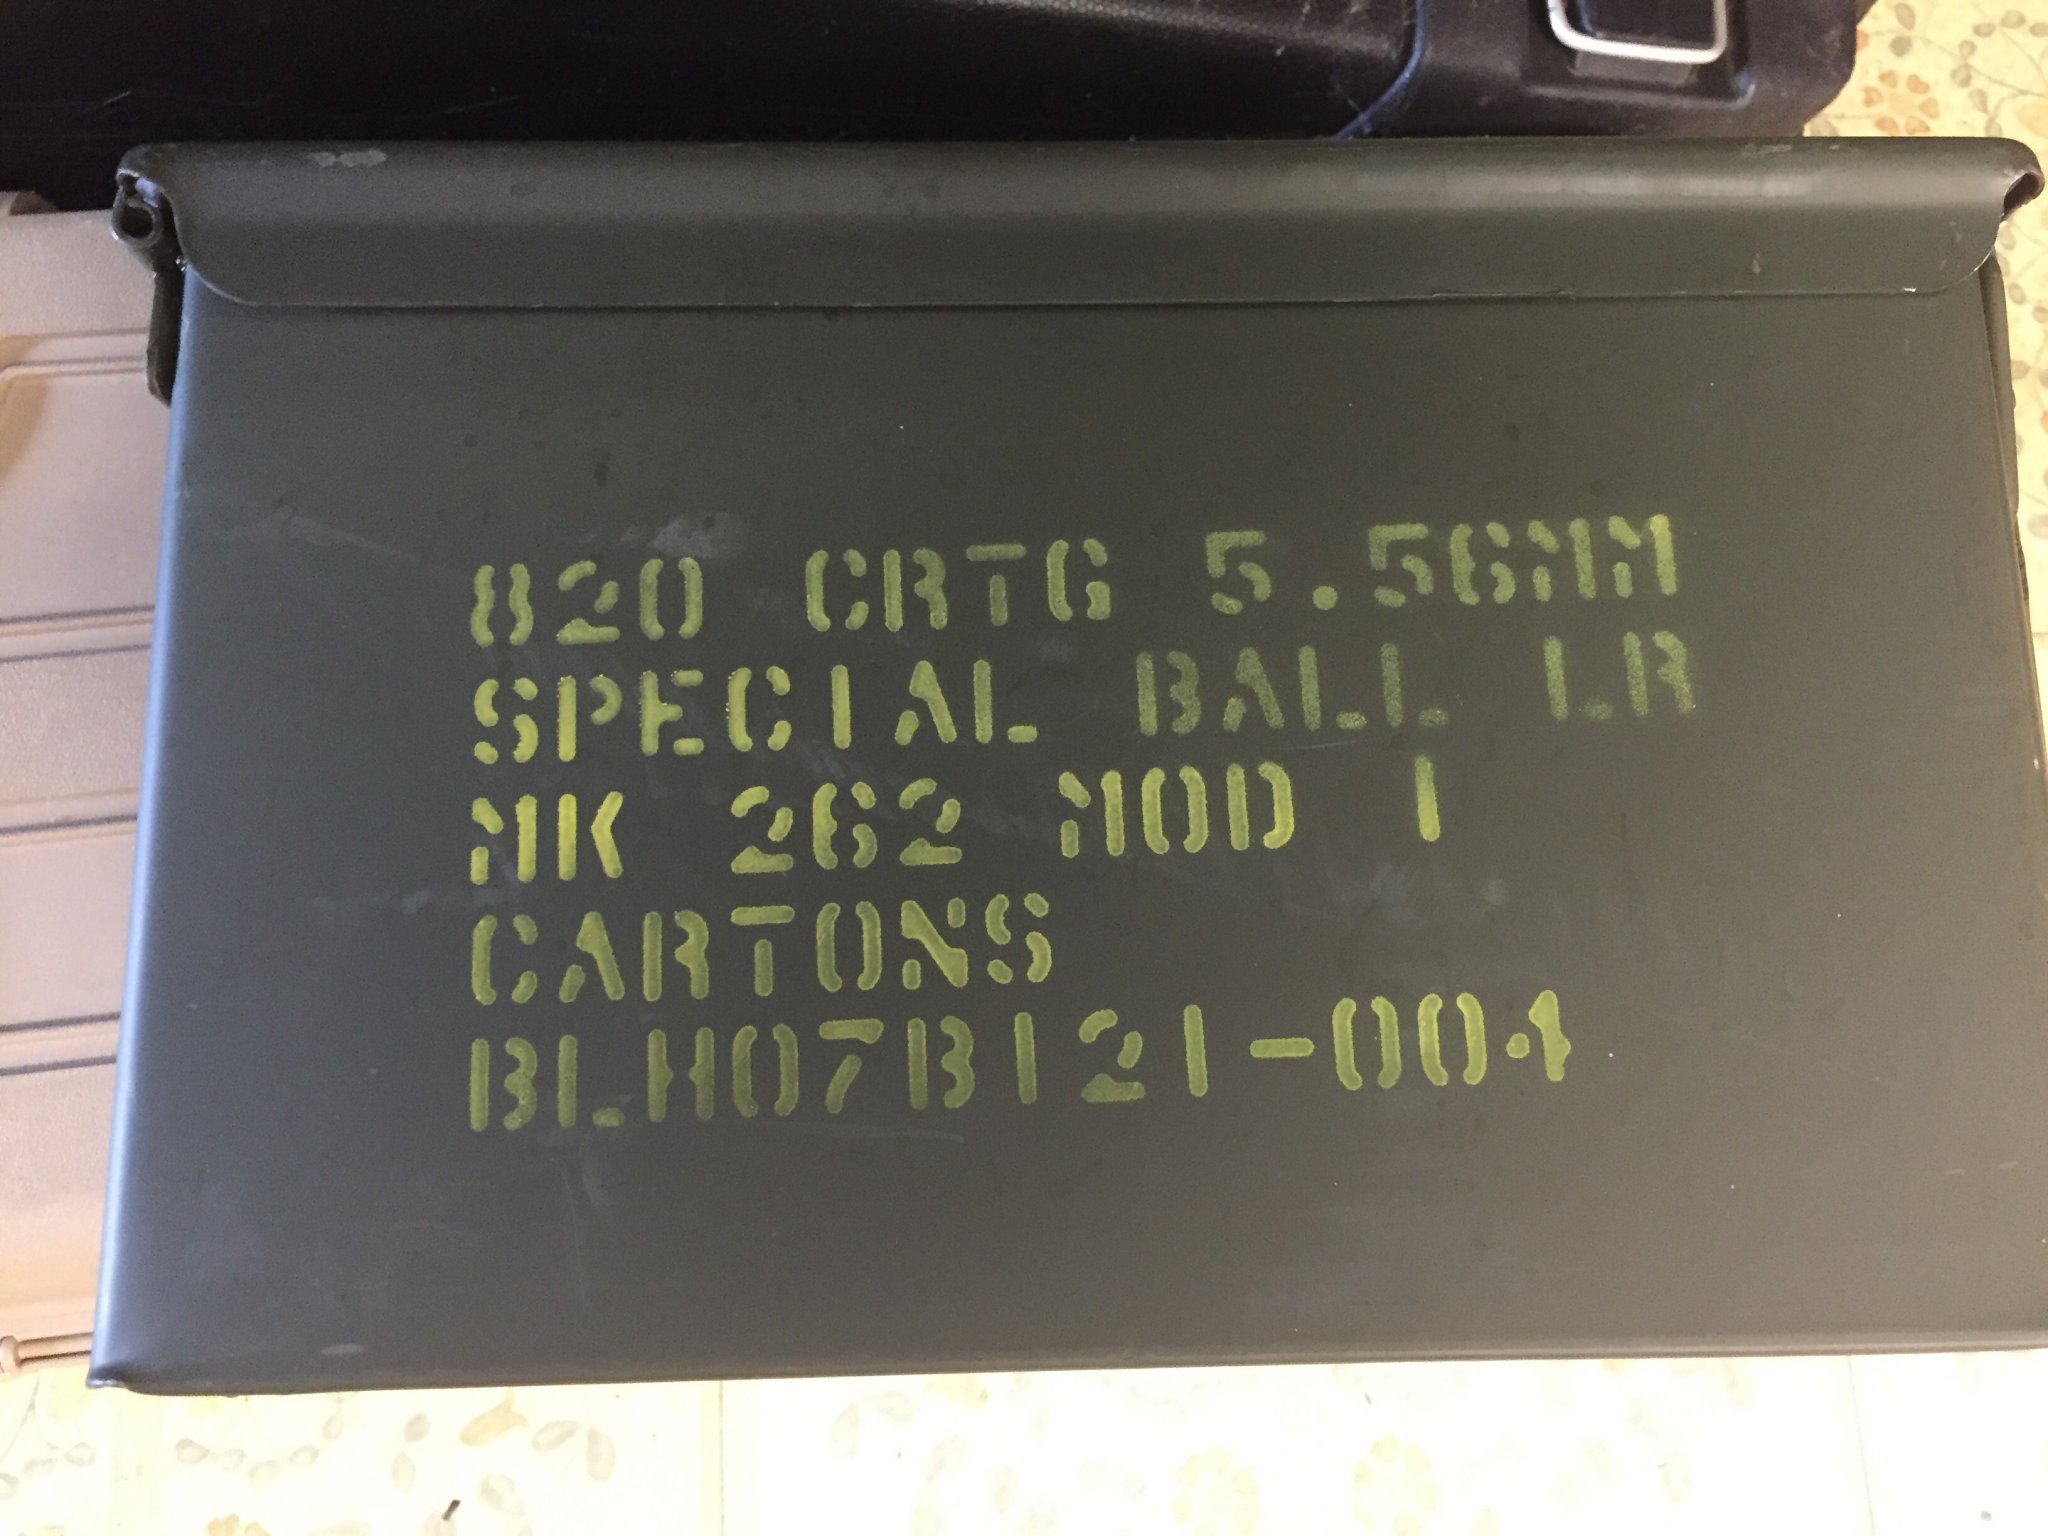 820 CRTG 5.56MM
SPECIAL BALL LR
MK 262 MOD 1
CARTONS
BLH07B121-004